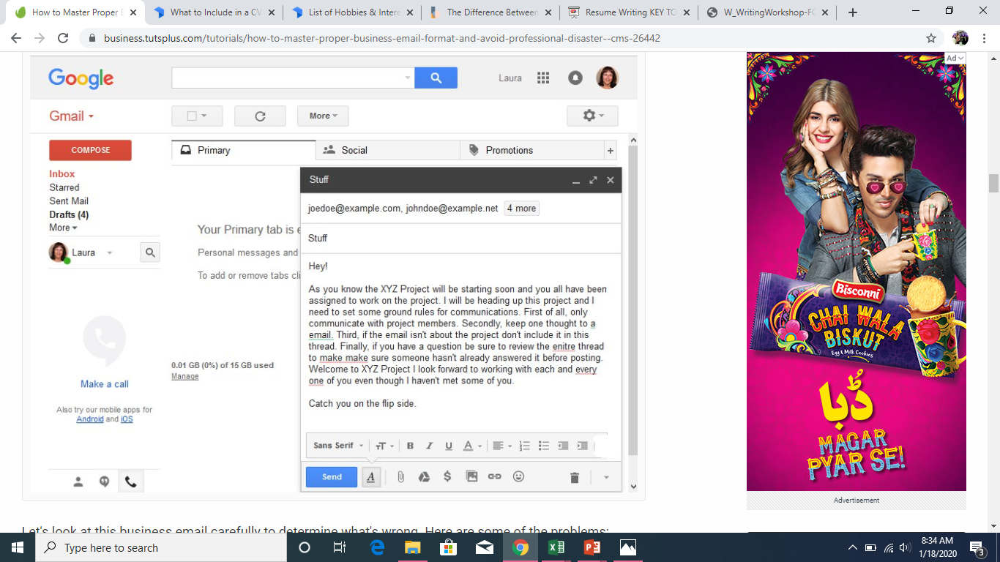 How to Master Proper E
What to Include in a CV
List of Hobbies & Intere
The Difference Between
Resume Writing KEY TO
W_WritingWorkshop-FO
business.tutsplus.com/tutorials/how-to-master-proper-business-email-format-and-avoid-professional-disaster--cms-26442
Google
Laura
Gmail
More
COMPOSE
Primary
Social
Promotions
+
Inbox
Starred
Sent Mail
Drafts (4)
More
Laura
Your Primary tab is e
Personal messages and
To add or remove tabs cli
0.01 GB (0%) of 15 GB used
Manage
Make a call
Also try our mobile apps for
Android and iOS
Stuff
joedoe@example.com, johndoe@example.net 4 more
Stuff
Hey!
As you know the XYZ Project will be starting soon and you all have been
assigned to work on the project. I will be heading up this project and I
need to set some ground rules for communications. First of all, only
communicate with project members. Secondly, keep one thought to a
email. Third, if the email isn't about the project don't include it in this
thread. Finally, if you have a question be sure to review the enitre thread
to make make sure someone hasn't already answered it before posting.
Welcome to XYZ Project I look forward to working with each and every
one of you even though I haven't met some of you.
Catch you on the flip side.
Sans Serif
B I U A
Send A
Let's look at this business email carefully to determine what's wrong. Here are some of the problems:
Ad
Bisconni
CHAI WALA
BISKUT
Egg & Milk Cookies
ڈبا
MAGAR
PYAR SE!
Advertisement
Type here to search
8:34 AM
1/18/2020
3